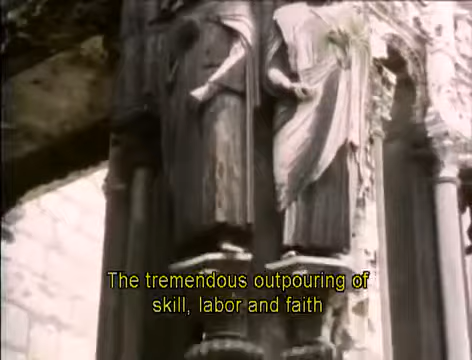 The tremendous outpouring of
skill, labor and faith